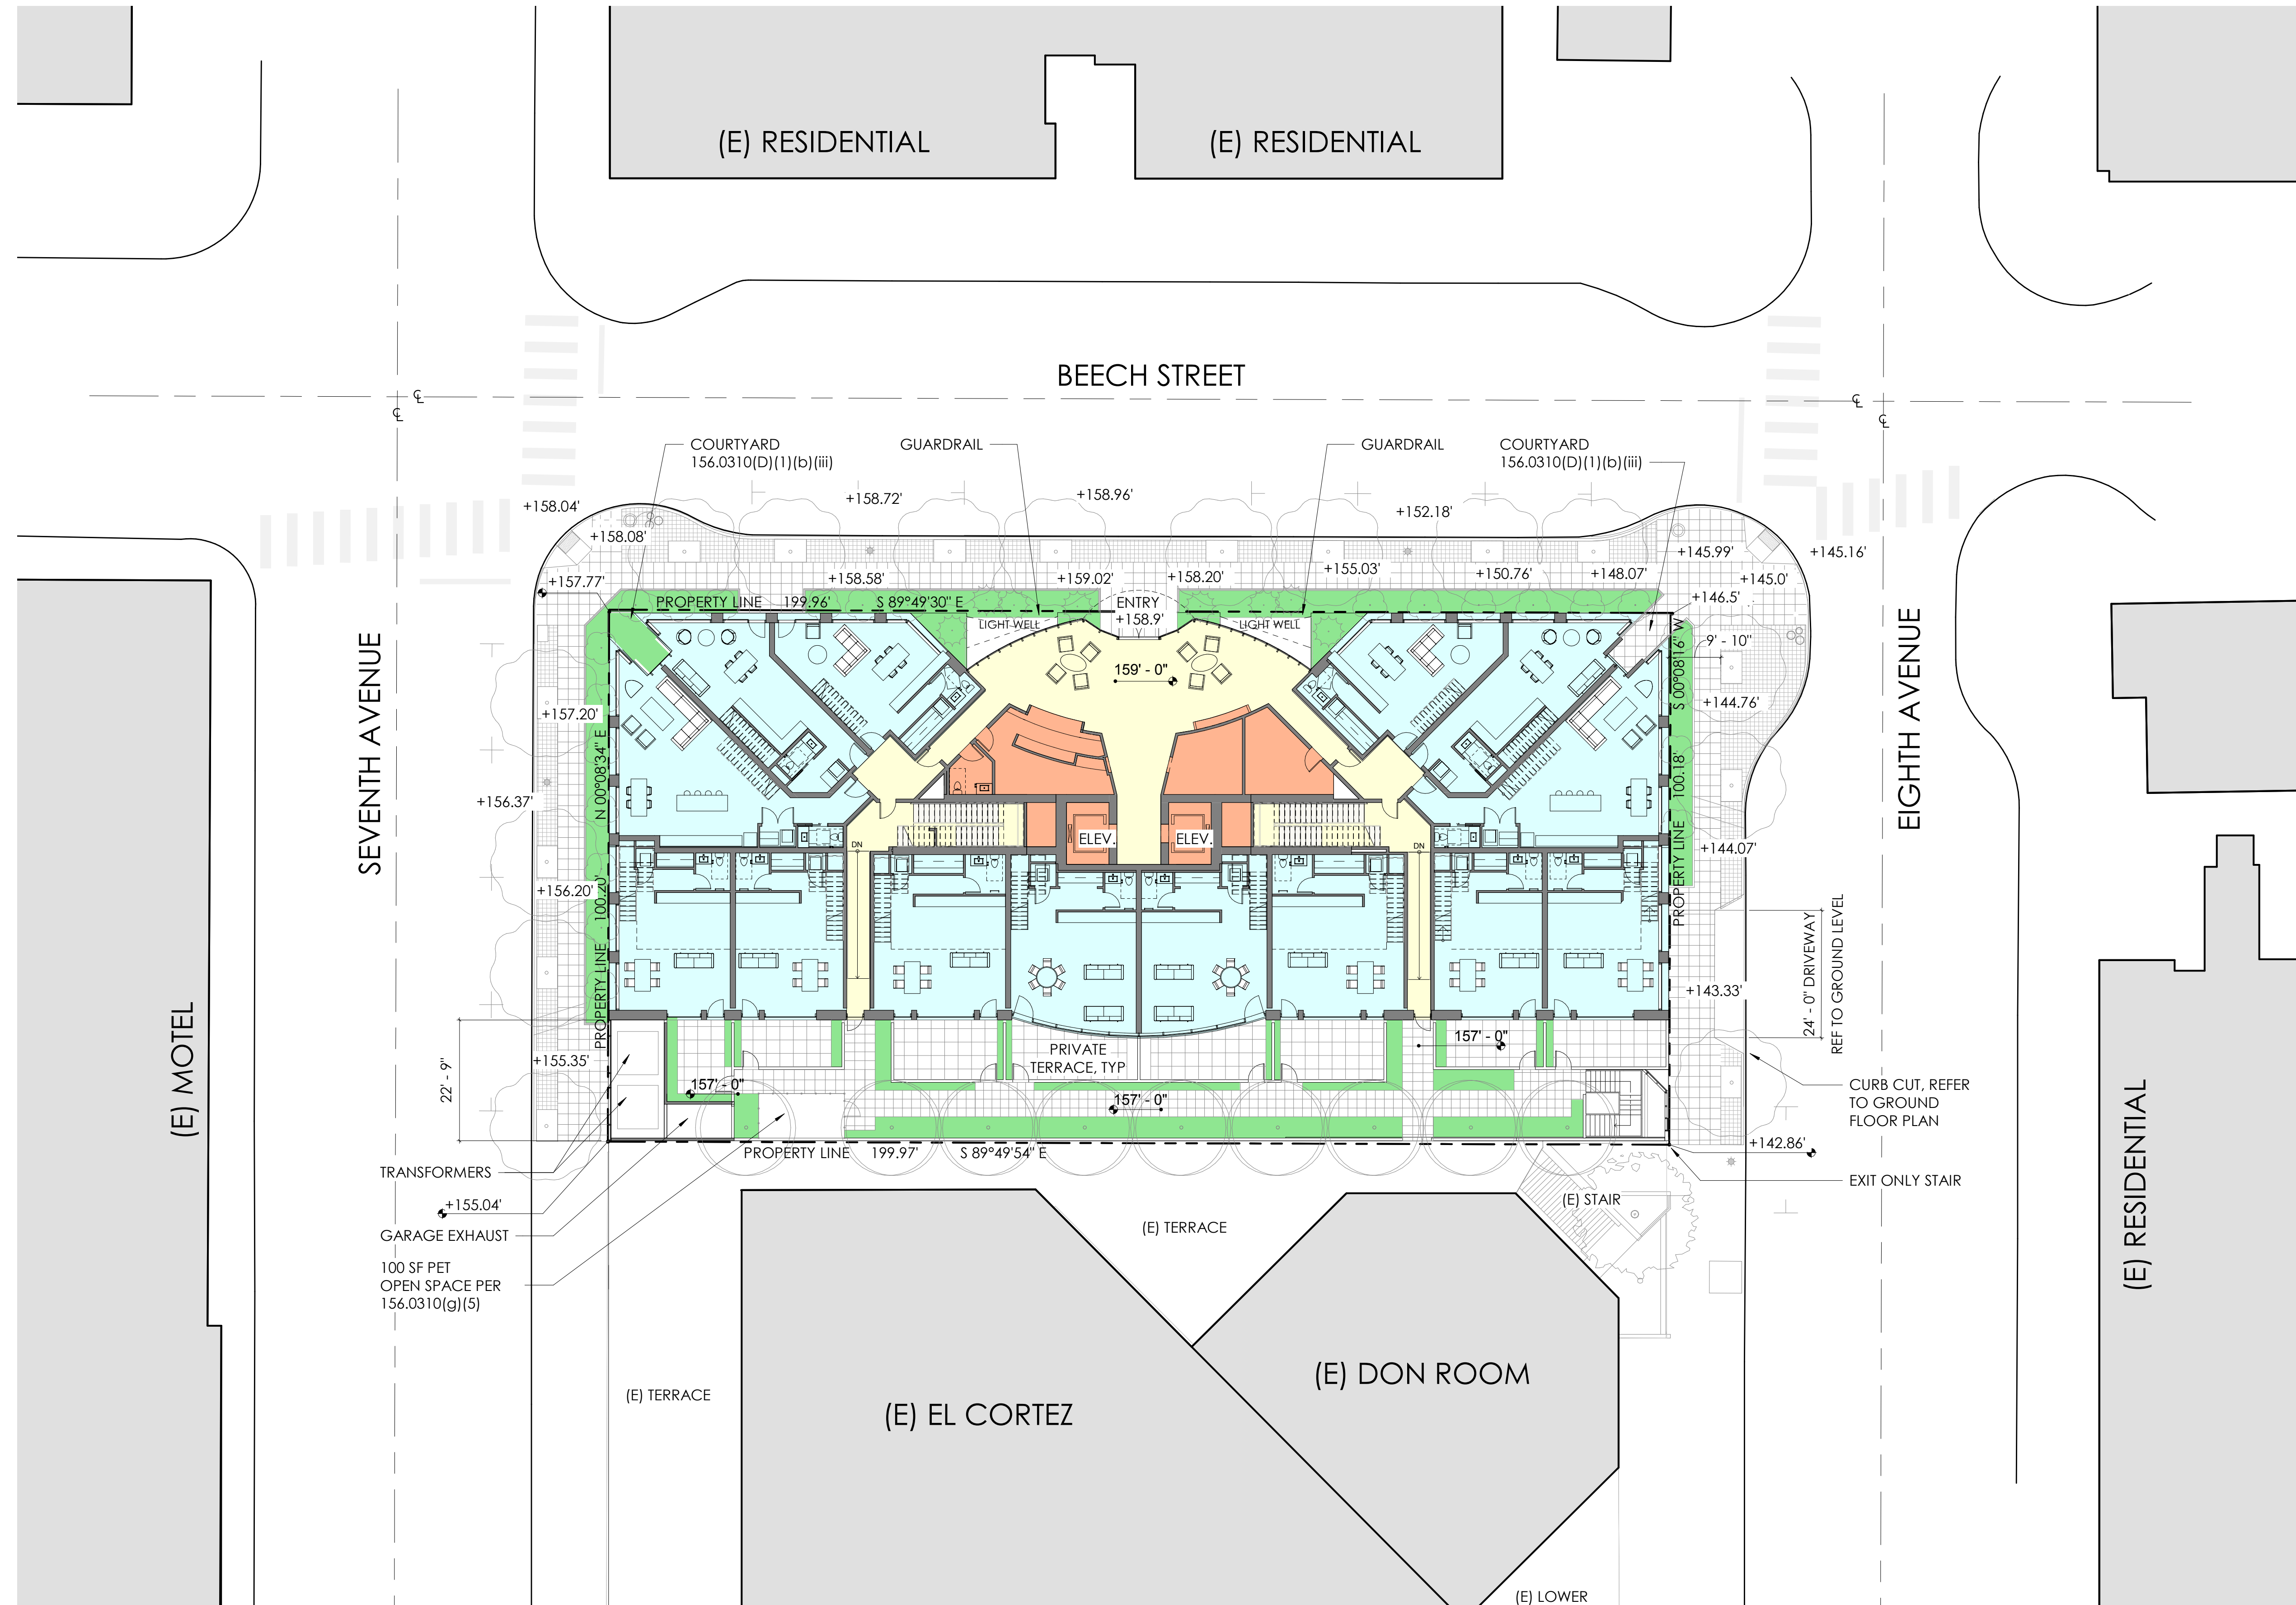 (E) RESIDENTIAL
(E) RESIDENTIAL
BEECH STREET
℄
℄
℄
℄
COURTYARD
156.0310(D)(1)(b)(iii)
GUARDRAIL
GUARDRAIL
COURTYARD
156.0310(D)(1)(b)(iii)
+158.04'
+158.72'
+158.96'
+152.18'
+158.08'
+145.99'
+145.16'
+157.77'
+158.58'
+159.02'
+158.20'
+155.03'
+150.76'
+148.07'
+145.0'
PROPERTY LINE 199.96' S 89°49'30" E
ENTRY
+158.9'
+146.5'
LIGHT WELL
LIGHT WELL
9' - 10"
159' - 0"
SEVENTH AVENUE
EIGHTH AVENUE
+157.20'
+144.76'
PROPERTY LINE 100.20' N 00°08'34" E
PROPERTY LINE 100.18' S 00°08'16" W
+156.37'
ELEV.
ELEV.
DN
DN
+144.07'
+156.20'
+143.33'
24' - 0" DRIVEWAY
REF TO GROUND LEVEL
(E) MOTEL
22' - 9"
+155.35'
PRIVATE
TERRACE, TYP
157' - 0"
157' - 0"
157' - 0"
CURB CUT, REFER
TO GROUND
FLOOR PLAN
+142.86'
PROPERTY LINE 199.97' S 89°49'54" E
TRANSFORMERS
EXIT ONLY STAIR
+155.04'
(E) STAIR
(E) TERRACE
GARAGE EXHAUST
100 SF PET
OPEN SPACE PER
156.0310(g)(5)
(E) RESIDENTIAL
(E) TERRACE
(E) EL CORTEZ
(E) DON ROOM
(E) LOWER